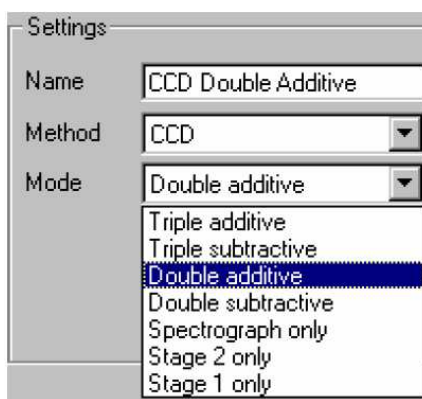 Settings
Name CCD Double Additive
Method CCD
Mode Double additive
Triple additive
Triple subtractive
Double additive
Double subtractive
Spectrograph only
Stage 2 only
Stage 1 only